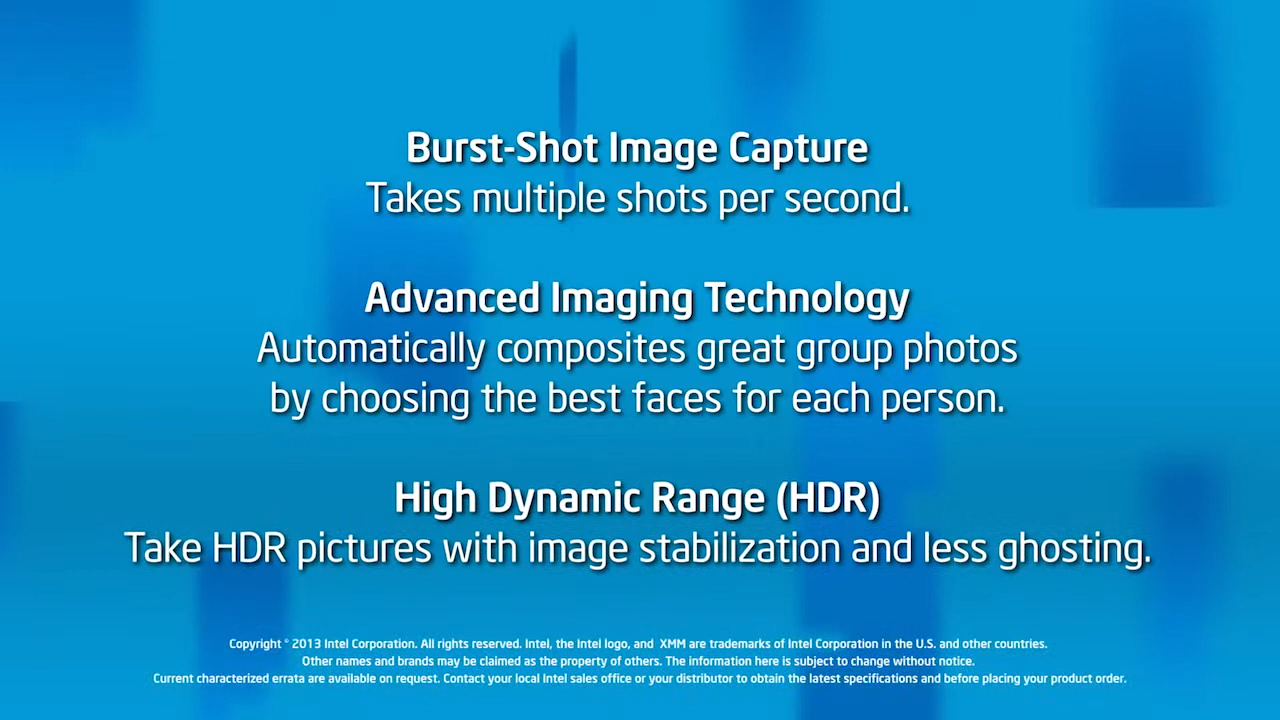 Burst-Shot Image Capture
Takes multiple shots per second.
Advanced Imaging Technology
Automatically composites great group photos
by choosing the best faces for each person.
High Dynamic Range (HDR)
Take HDR pictures with image stabilization and less ghosting.
Copyright © 2013 Intel Corporation. All rights reserved. Intel, the Intel logo, and XMM are trademarks of Intel Corporation in the U.S. and other countries.
Other names and brands may be claimed as the property of others. The information here is subject to change without notice.
Current characterized errata are available on request. Contact your local Intel sales office or your distributor to obtain the latest specifications and before placing your product order.